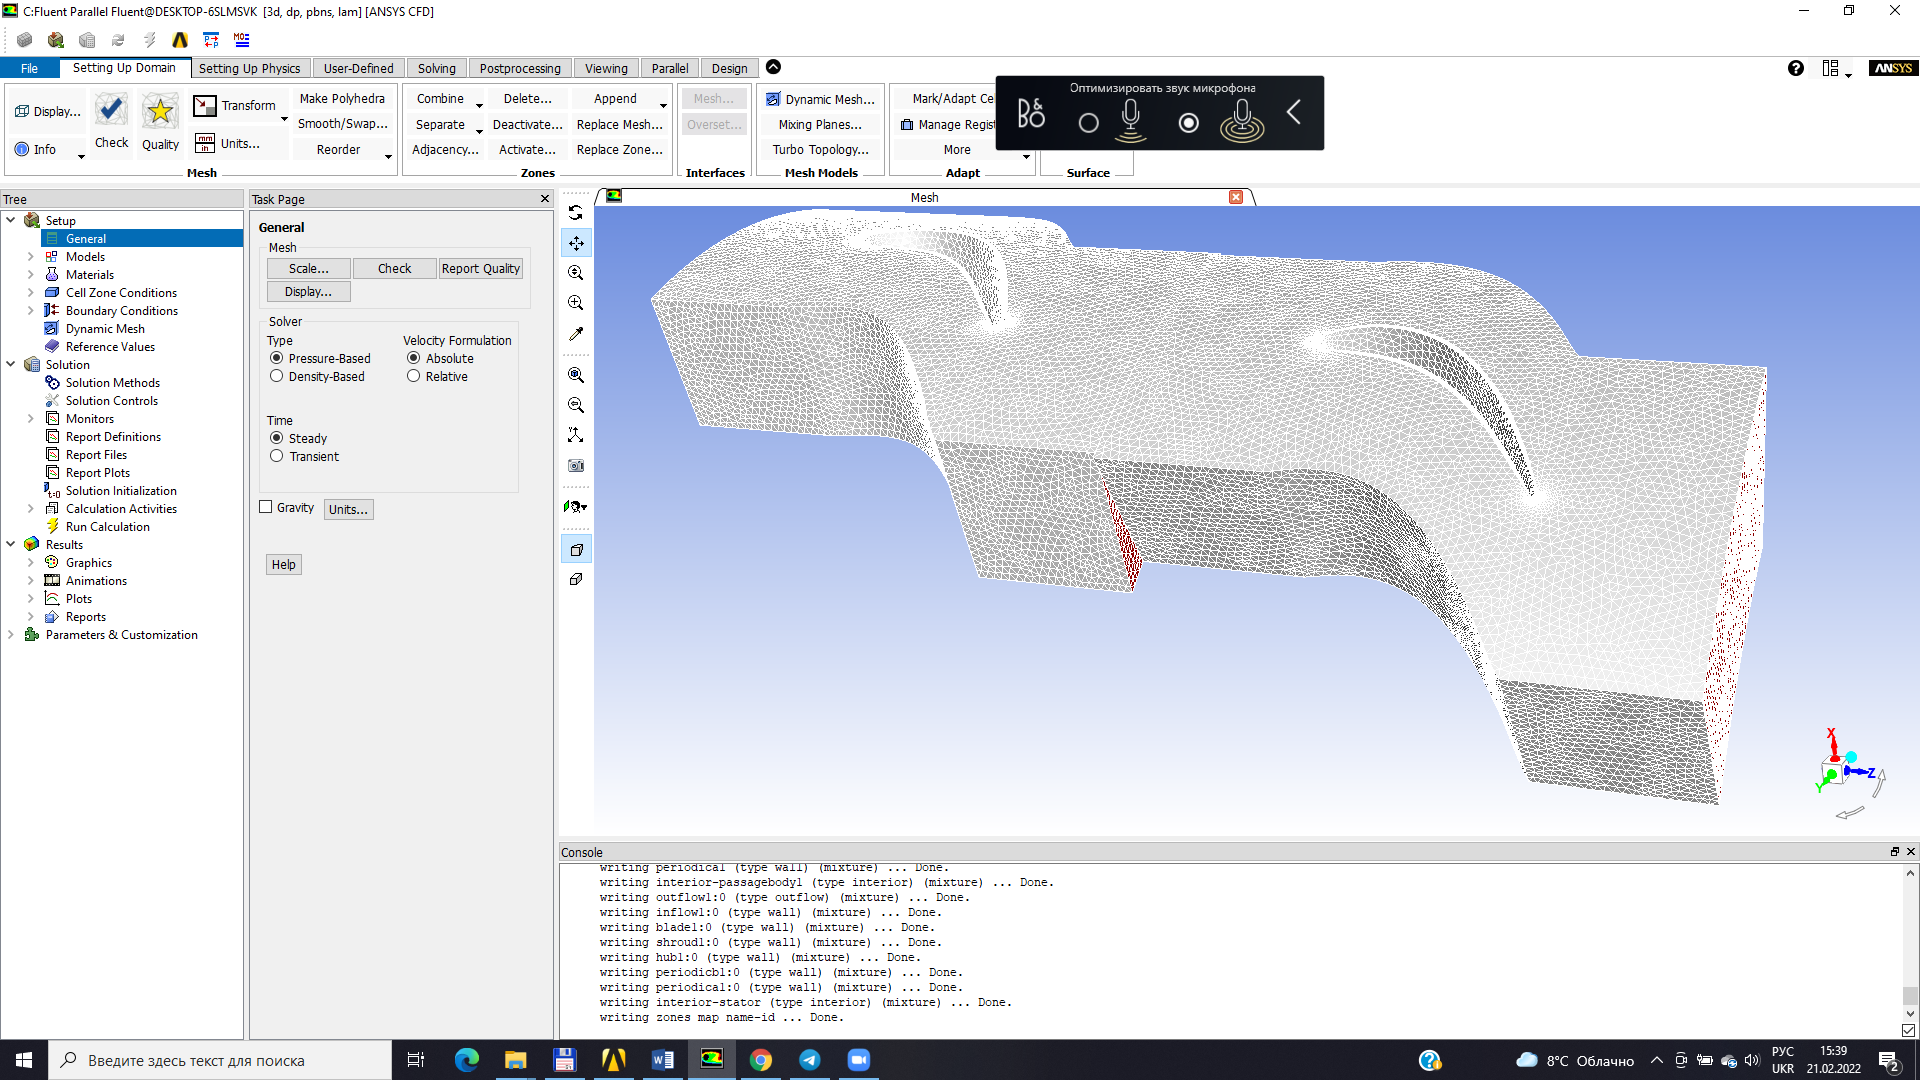 C:Fluent Parallel Fluent@DESKTOP-6SLMSVK [3d, dp, pbns, lam] [ANSYS CFD]
File
Setting Up Domain
Setting Up Physics
User-Defined
Solving
Postprocessing
Viewing
Parallel
Design
ANSYS
Display...
Info
Check
Quality
Transform
Units...
Make Polyhedra
Smooth/Swap...
Reorder
Mesh
Combine
Separate
Adjacency...
Delete...
Deactivate...
Activate...
Append
Replace Mesh...
Replace Zone...
Zones
Mesh...
Overset...
Interfaces
Dynamic Mesh...
Mixing Planes...
Turbo Topology...
Mesh Models
Mark/Adapt Cel
Manage Regist
More
Adapt
Surface
Оптимизировать звук микрофона
B&O
Tree
Setup
General
Models
Materials
Cell Zone Conditions
Boundary Conditions
Dynamic Mesh
Reference Values
Solution
Solution Methods
Solution Controls
Monitors
Report Definitions
Report Files
Report Plots
Solution Initialization
Calculation Activities
Run Calculation
Results
Graphics
Animations
Plots
Reports
Parameters & Customization
Task Page
General
Mesh
Scale...
Check
Report Quality
Display...
Solver
Type
Pressure-Based
Density-Based
Velocity Formulation
Absolute
Relative
Time
Steady
Transient
Gravity
Units...
Help
Mesh
X
Y
Z
Console
writing periodica1 (type wall) (mixture) ... Done.
writing interior-passagebody1 (type interior) (mixture) ... Done.
writing outflow1:0 (type outflow) (mixture) ... Done.
writing inflow1:0 (type wall) (mixture) ... Done.
writing blade1:0 (type wall) (mixture) ... Done.
writing shroud1:0 (type wall) (mixture) ... Done.
writing hub1:0 (type wall) (mixture) ... Done.
writing periodicb1:0 (type wall) (mixture) ... Done.
writing periodica1:0 (type wall) (mixture) ... Done.
writing interior-stator (type interior) (mixture) ... Done.
writing zones map name-id ... Done.
Введите здесь текст для поиска
8°C Облачно
РУС
UKR
15:39
21.02.2022
2